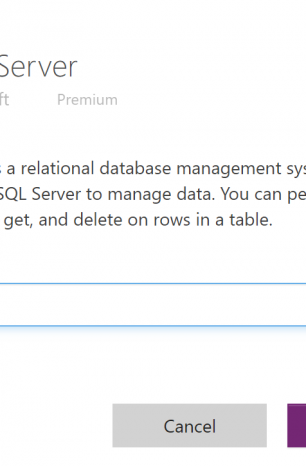 Server
ft Premium
s a relational database management sys
SQL Server to manage data. You can pe
get, and delete on rows in a table.
Cancel